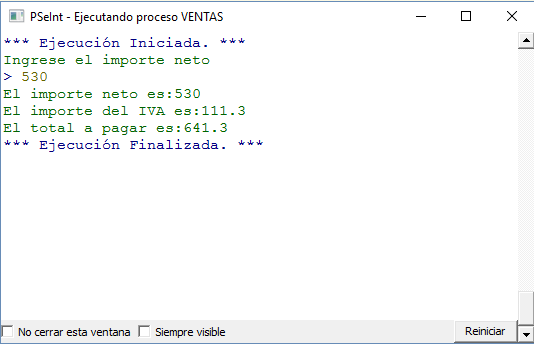 PSeInt - Ejecutando proceso VENTAS
*** Ejecución Iniciada. ***
Ingrese el importe neto
> 530
El importe neto es:530
El importe del IVA es:111.3
El total a pagar es:641.3
*** Ejecución Finalizada. ***
No cerrar esta ventana Siempre visible Reiniciar